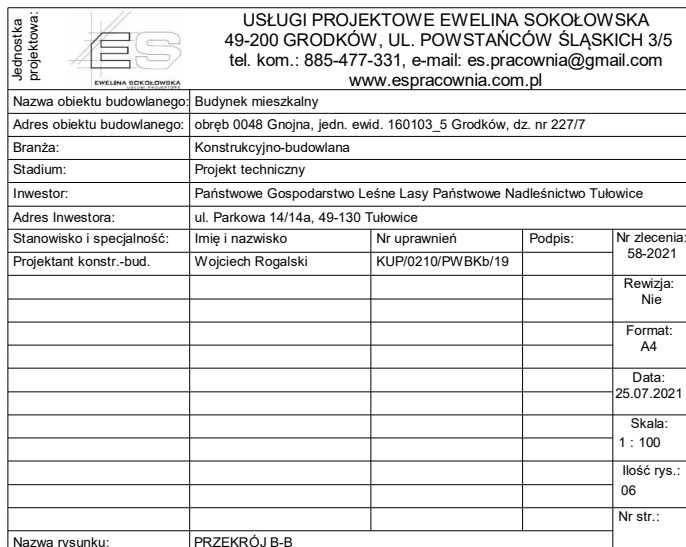 Jednostka
projektowa:
ES
EWELINA SOKOŁOWSKA
USŁUGI PROJEKTOWE
USŁUGI PROJEKTOWE EWELINA SOKOŁOWSKA
49-200 GRODKÓW, UL. POWSTAŃCÓW ŚLĄSKICH 3/5
tel. kom.: 885-477-331, e-mail: es.pracownia@gmail.com
www.espracownia.com.pl
Nazwa obiektu budowlanego: Budynek mieszkalny
Adres obiektu budowlanego: obręb 0048 Gnojna, jedn. ewid. 160103_5 Grodków, dz. nr 227/7
Branża: Konstrukcyjno-budowlana
Stadium: Projekt techniczny
Inwestor: Państwowe Gospodarstwo Leśne Lasy Państwowe Nadleśnictwo Tułowice
Adres Inwestora: ul. Parkowa 14/14a, 49-130 Tułowice
Stanowisko i specjalność: Imię i nazwisko Nr uprawnień Podpis: Nr zlecenia:
58-2021
Projektant konstr.-bud. Wojciech Rogalski KUP/0210/PWBKb/19
Rewizja:
Nie
Format:
A4
Data:
25.07.2021
Skala:
1 : 100
Ilość rys.:
06
Nr str.:
Nazwa rysunku: PRZEKRÓJ B-B